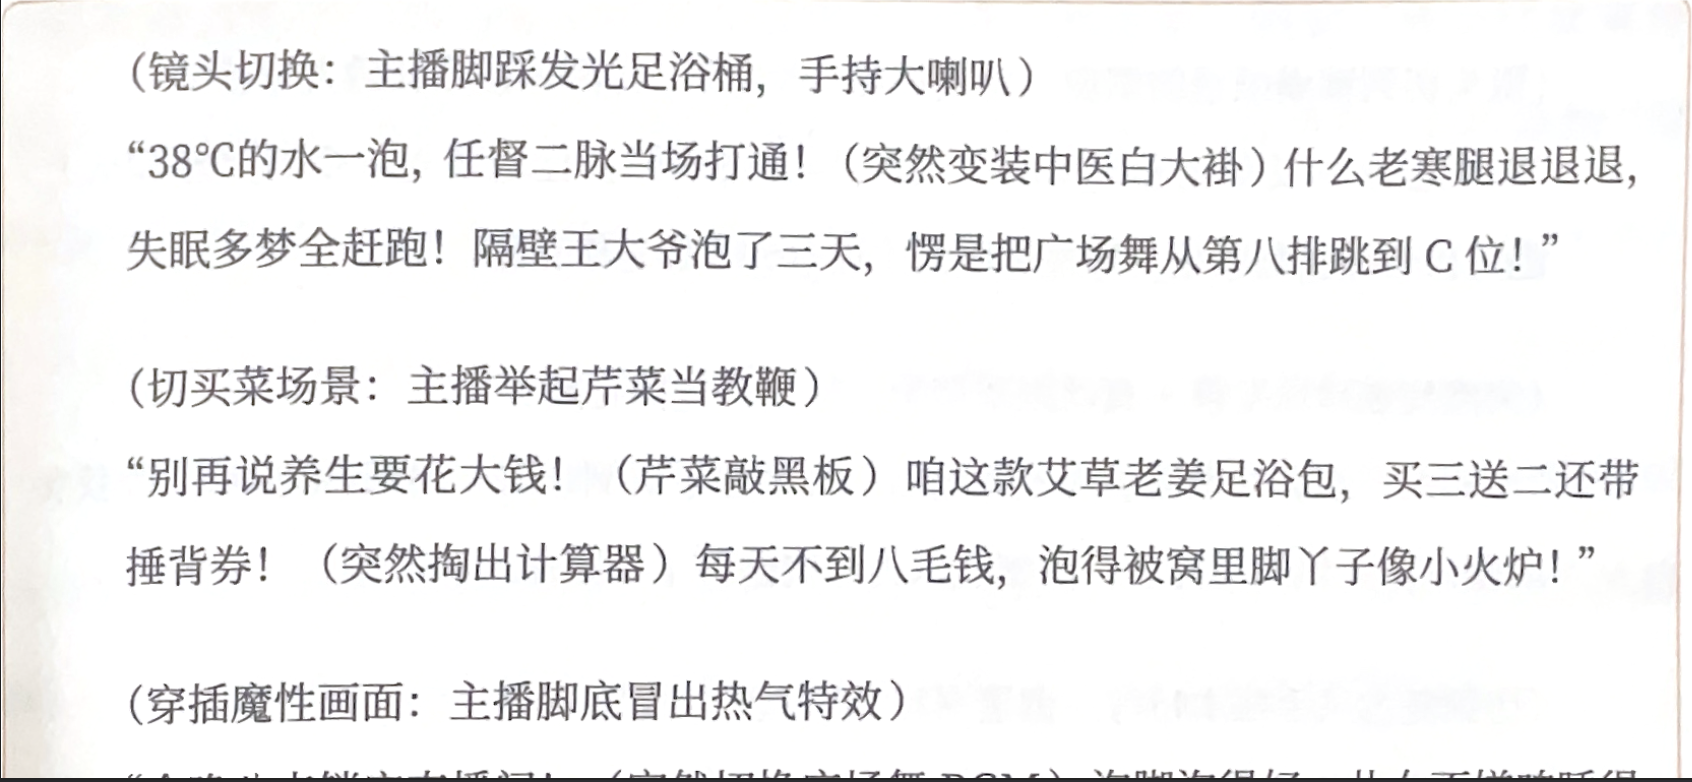 （镜头切换：主播脚踩发光足浴桶，手持大喇叭）
“38℃的水一泡，任督二脉当场打通！（突然变装中医白大褂）什么老寒腿退退退，
失眠多梦全赶跑！隔壁王大爷泡了三天，愣是把广场舞从第八排跳到 C 位！”
（切买菜场景：主播举起芹菜当教鞭）
“别再说养生要花大钱！（芹菜敲黑板）咱这款艾草老姜足浴包，买三送二还带
捶背券！（突然掏出计算器）每天不到八毛钱，泡得被窝里脚丫子像小火炉！”
（穿插魔性画面：主播脚底冒出热气特效）